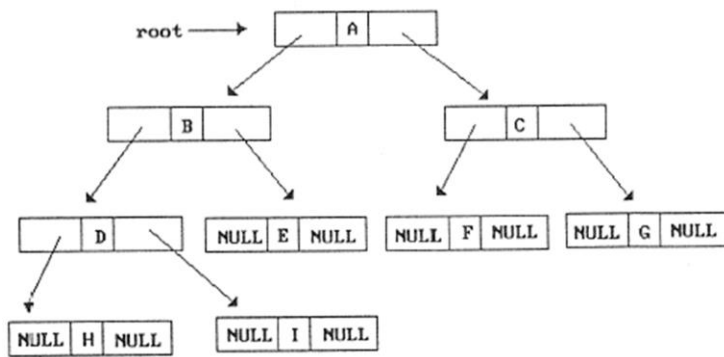 root
A
B
C
D
NULL E NULL
NULL F NULL
NULL G NULL
NULL H NULL
NULL I NULL